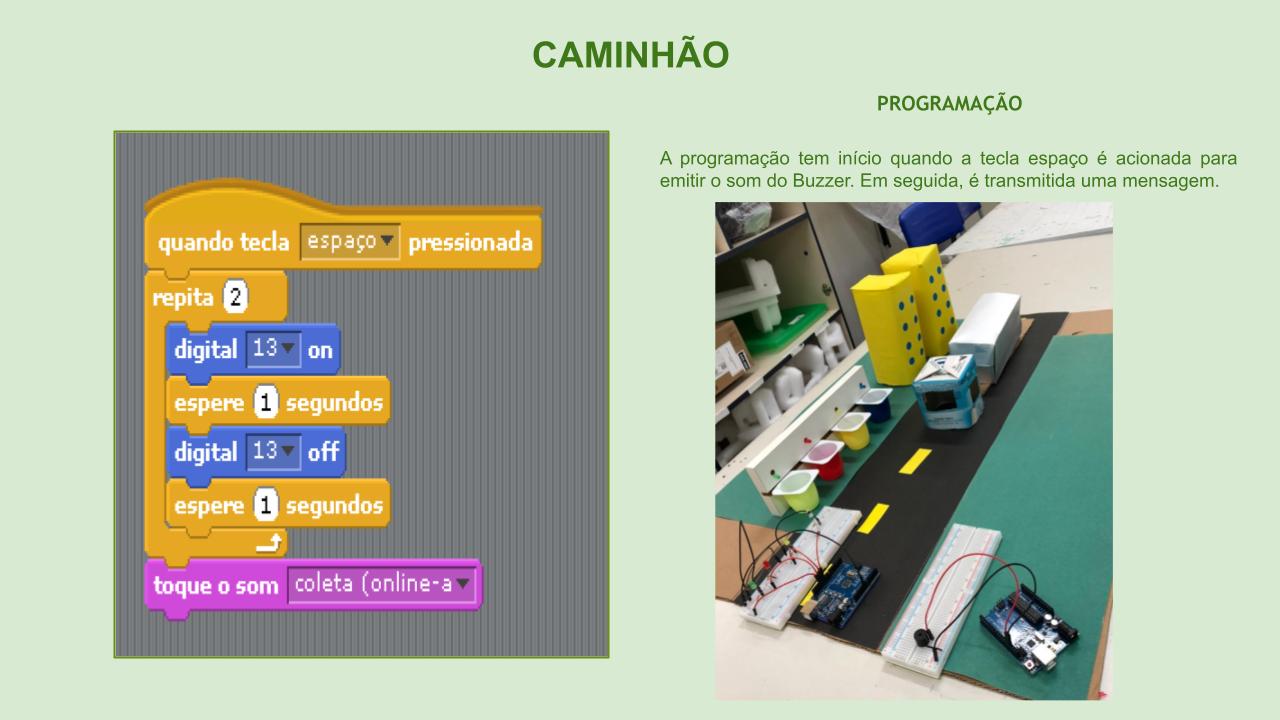 CAMINHÃO
PROGRAMAÇÃO
A programação tem início quando a tecla espaço é acionada para
emitir o som do Buzzer. Em seguida, é transmitida uma mensagem.
quando tecla espaço pressionada
repita 2
digital 13 on
espere 1 segundos
digital 13 off
espere 1 segundos
toque o som coleta (online-a